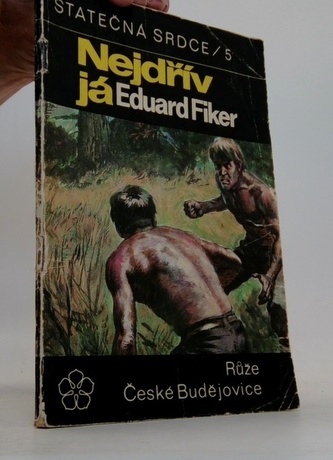 STATEČNÁ SRDCE/5
Nejdřív
já Eduard Fiker
Růže
České Budějovice